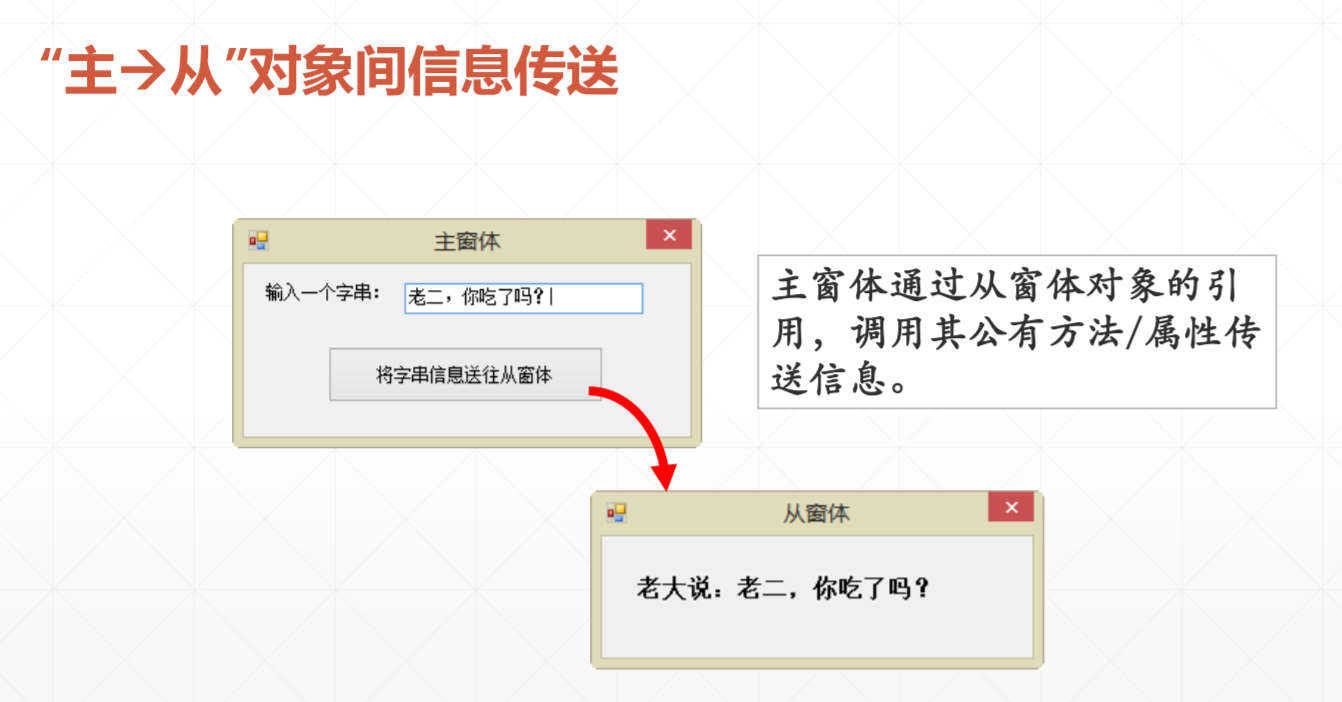 “主→从”对象间信息传送
主窗体
输入一个字串：
老二，你吃了吗？
将字串信息送往从窗体
主窗体通过从窗体对象的引
用，调用其公有方法/属性传
送信息。
从窗体
老大说：老二，你吃了吗？